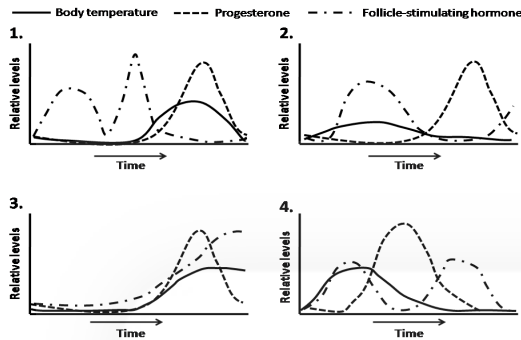 Body temperature Progesterone Follicle-stimulating hormone
1.
Relative levels
Time
2.
Relative levels
Time
3.
Relative levels
Time
4.
Relative levels
Time